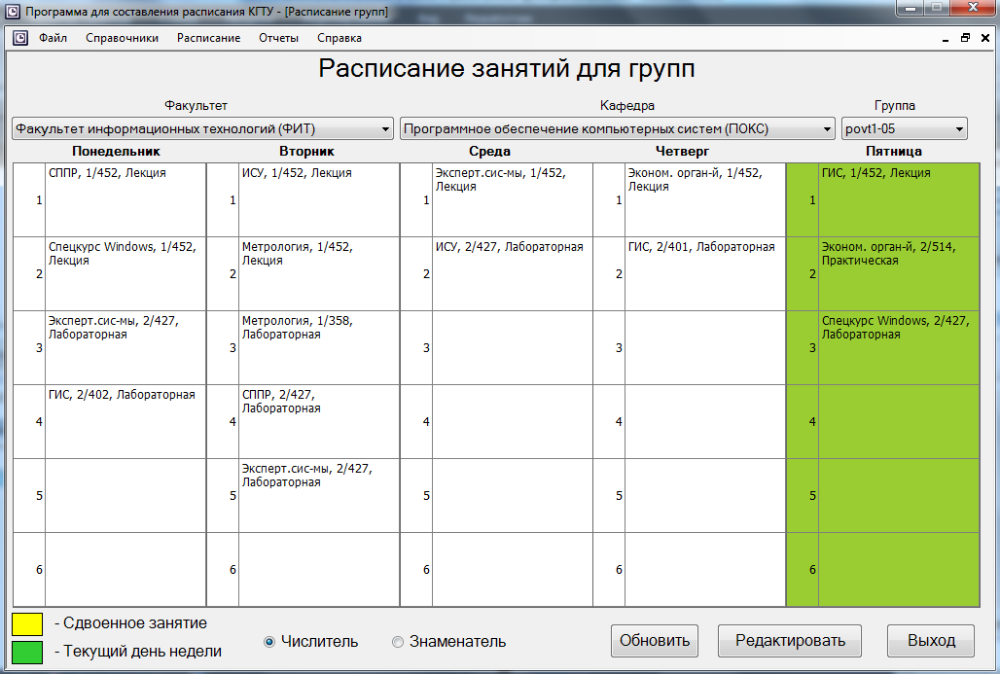 Программа для составления расписания КГТУ - [Расписание групп]
Файл Справочники Расписание Отчеты Справка
Расписание занятий для групп
Факультет Кафедра Группа
Факультет информационных технологий (ФИТ) Программное обеспечение компьютерных систем (ПОКС) povt1-05
Понедельник Вторник Среда Четверг Пятница
1 СППР, 1/452, Лекция
1 ИСУ, 1/452, Лекция
1 Эксперт.сис-мы, 1/452,
Лекция
1 Эконом. орган-й, 1/452,
Лекция
1 ГИС, 1/452, Лекция
2 Спецкурс Windows, 1/452,
Лекция
2 Метрология, 1/452,
Лекция
2 ИСУ, 2/427, Лабораторная
2 ГИС, 2/401, Лабораторная
2 Эконом. орган-й, 2/514,
Практическая
3 Эксперт.сис-мы, 2/427,
Лабораторная
3 Метрология, 1/358,
Лабораторная
3
3
3 Спецкурс Windows, 2/427,
Лабораторная
4 ГИС, 2/402, Лабораторная
4 СППР, 2/427,
Лабораторная
4
4
4
5
5 Эксперт.сис-мы, 2/427,
Лабораторная
5
5
5
6
6
6
6
6
- Сдвоенное занятие
- Текущий день недели
Числитель Знаменатель
Обновить Редактировать Выход